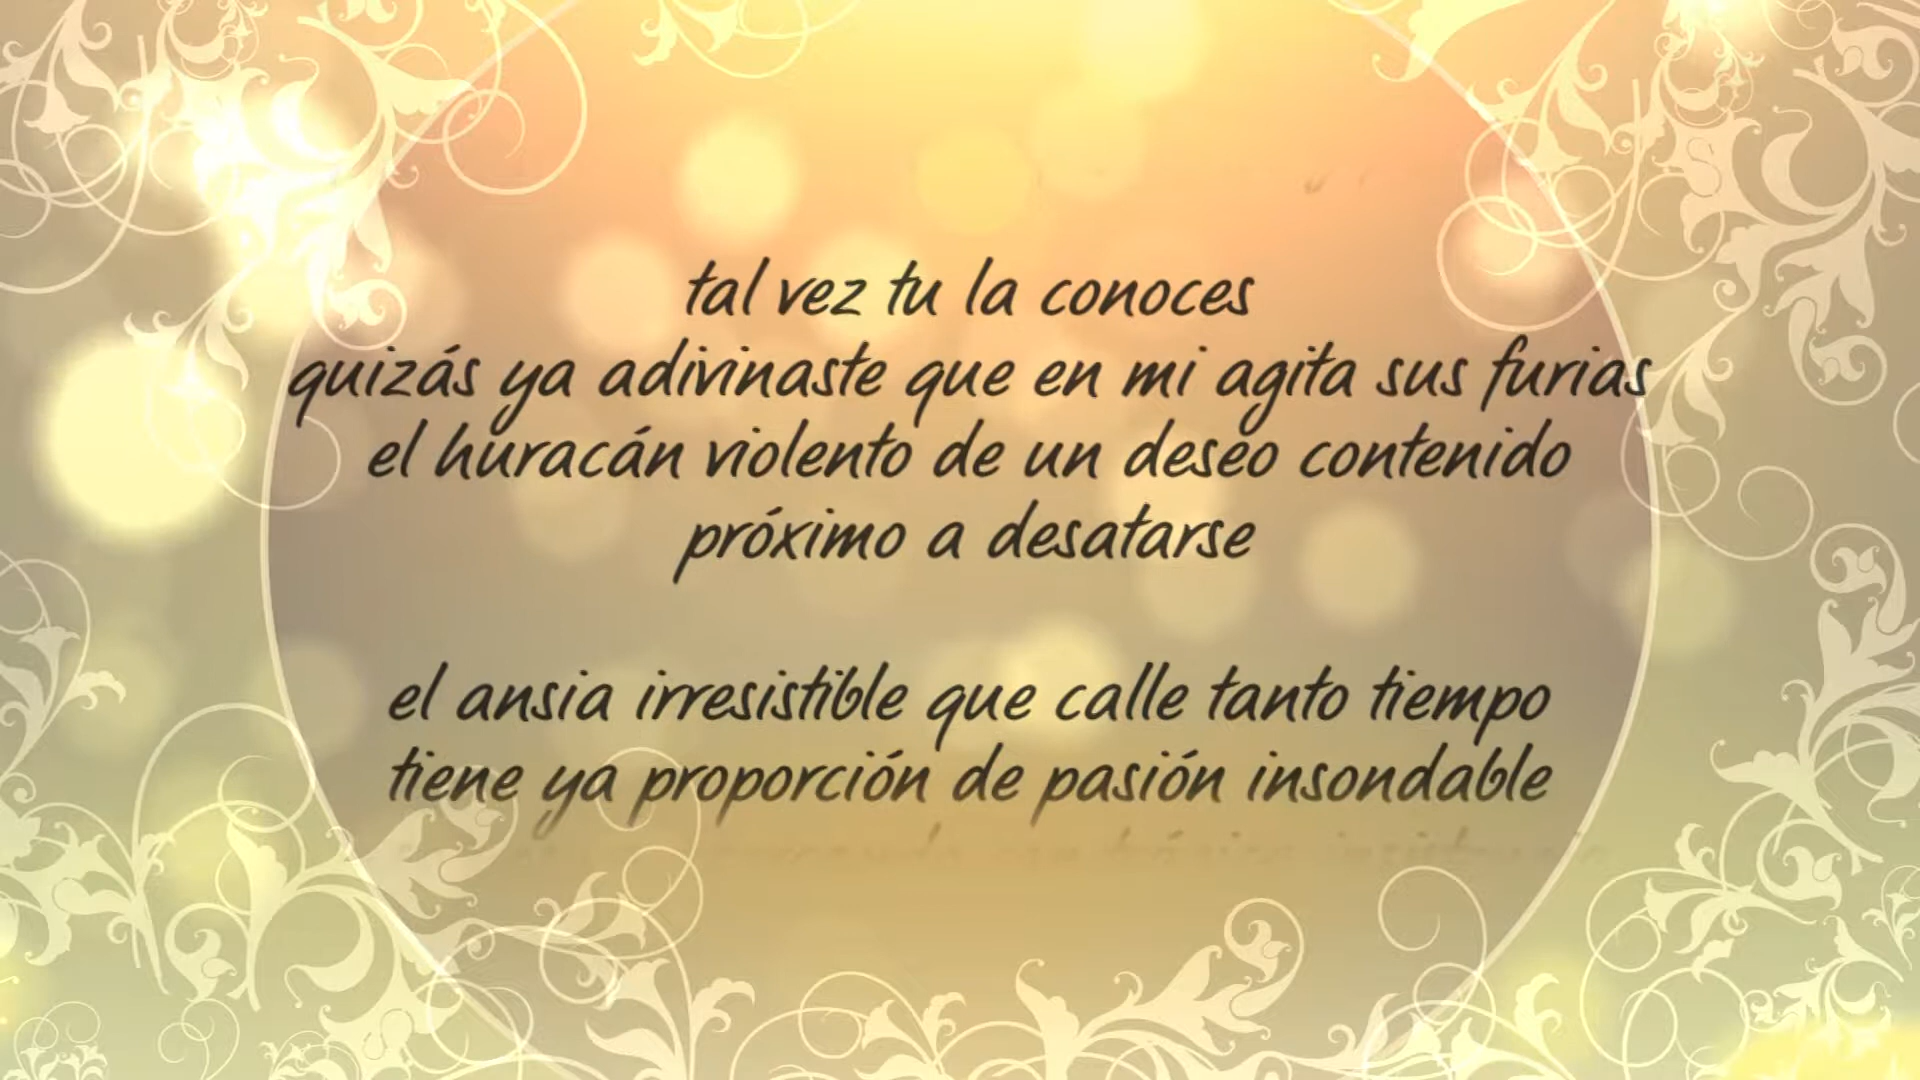 tal vez tu la conoces
quizás ya adivinaste que en mi agita sus furias
el huracán violento de un deseo contenido
próximo a desatarse
el ansia irresistible que calle tanto tiempo
tiene ya proporción de pasión insondable